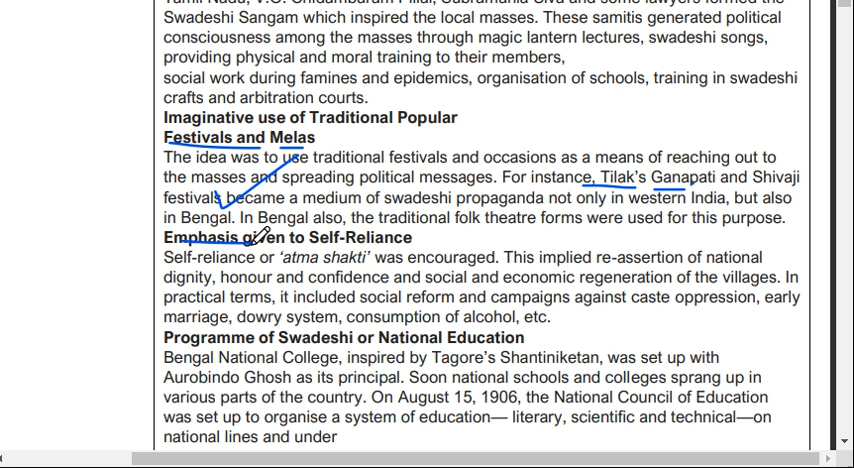 Tamil Nadu, V.O. Chidambaram Pillai, Subramania Siva and some lawyers formed the
Swadeshi Sangam which inspired the local masses. These samitis generated political
consciousness among the masses through magic lantern lectures, swadeshi songs,
providing physical and moral training to their members,
social work during famines and epidemics, organisation of schools, training in swadeshi
crafts and arbitration courts.
Imaginative use of Traditional Popular
Festivals and Melas
The idea was to use traditional festivals and occasions as a means of reaching out to
the masses and spreading political messages. For instance, Tilak's Ganapati and Shivaji
festivals became a medium of swadeshi propaganda not only in western India, but also
in Bengal. In Bengal also, the traditional folk theatre forms were used for this purpose.
Emphasis given to Self-Reliance
Self-reliance or ‘atma shakti’ was encouraged. This implied re-assertion of national
dignity, honour and confidence and social and economic regeneration of the villages. In
practical terms, it included social reform and campaigns against caste oppression, early
marriage, dowry system, consumption of alcohol, etc.
Programme of Swadeshi or National Education
Bengal National College, inspired by Tagore’s Shantiniketan, was set up with
Aurobindo Ghosh as its principal. Soon national schools and colleges sprang up in
various parts of the country. On August 15, 1906, the National Council of Education
was set up to organise a system of education— literary, scientific and technical—on
national lines and under